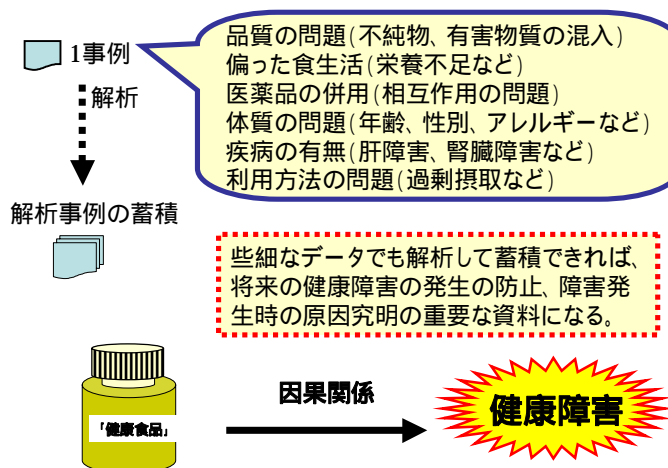 1事例
品質の問題(不純物、有害物質の混入)
偏った食生活(栄養不足など)
医薬品の併用(相互作用の問題)
体質の問題(年齢、性別、アレルギーなど)
疾病の有無(肝障害、腎臓障害など)
利用方法の問題(過剰摂取など)
解析
解析事例の蓄積
些細なデータでも解析して蓄積できれば、
将来の健康障害の発生の防止、障害発
生時の原因究明の重要な資料になる。
「健康食品」
因果関係
健康障害